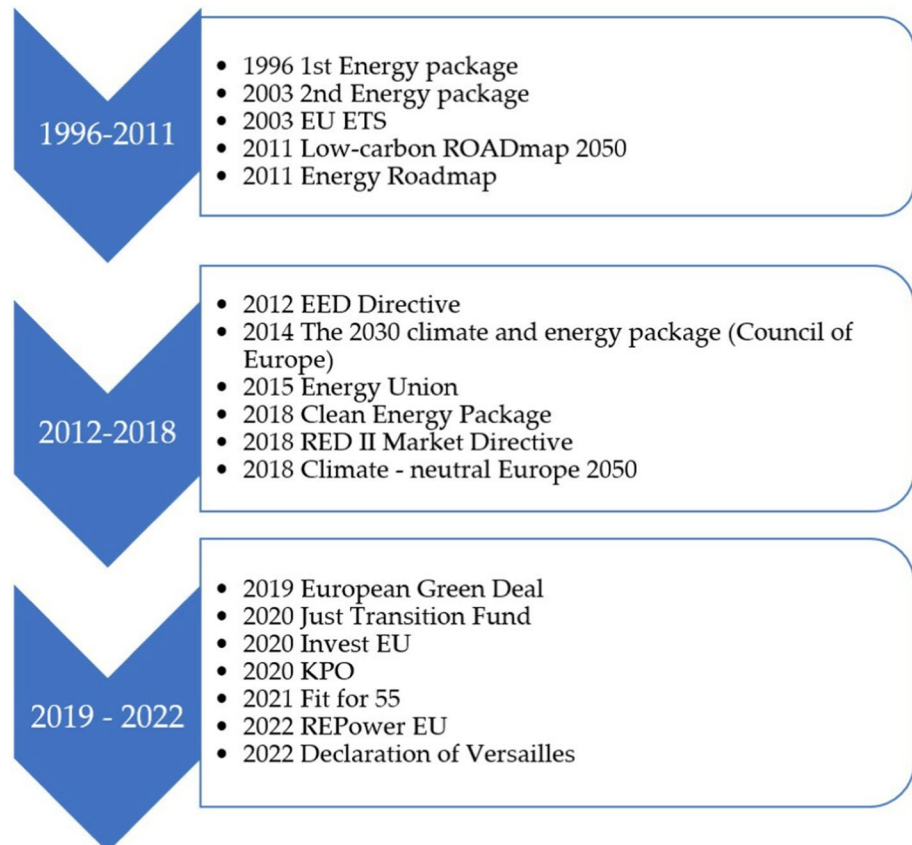 1996-2011
• 1996 1st Energy package
• 2003 2nd Energy package
• 2003 EU ETS
• 2011 Low-carbon ROADmap 2050
• 2011 Energy Roadmap
2012-2018
• 2012 EED Directive
• 2014 The 2030 climate and energy package (Council of
Europe)
• 2015 Energy Union
• 2018 Clean Energy Package
• 2018 RED II Market Directive
• 2018 Climate - neutral Europe 2050
2019 - 2022
• 2019 European Green Deal
• 2020 Just Transition Fund
• 2020 Invest EU
• 2020 KPO
• 2021 Fit for 55
• 2022 REPower EU
• 2022 Declaration of Versailles